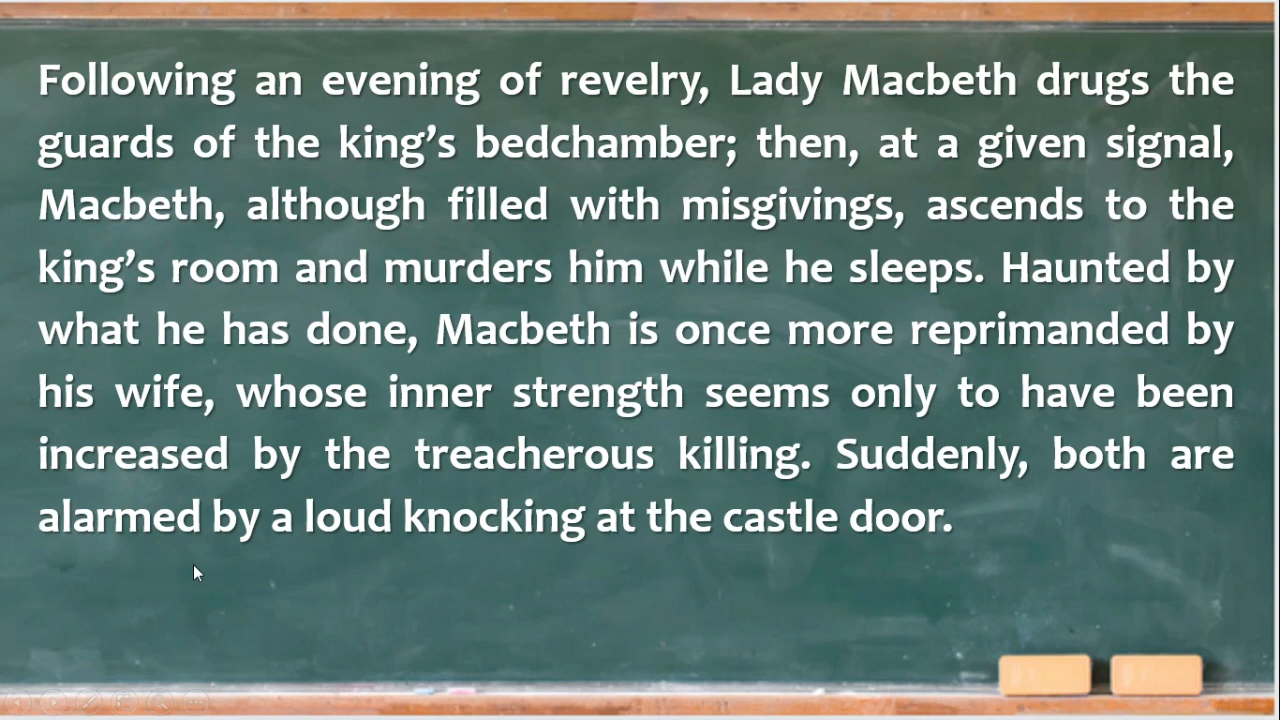 Following an evening of revelry, Lady Macbeth drugs the
guards of the king’s bedchamber; then, at a given signal,
Macbeth, although filled with misgivings, ascends to the
king’s room and murders him while he sleeps. Haunted by
what he has done, Macbeth is once more reprimanded by
his wife, whose inner strength seems only to have been
increased by the treacherous killing. Suddenly, both are
alarmed by a loud knocking at the castle door.